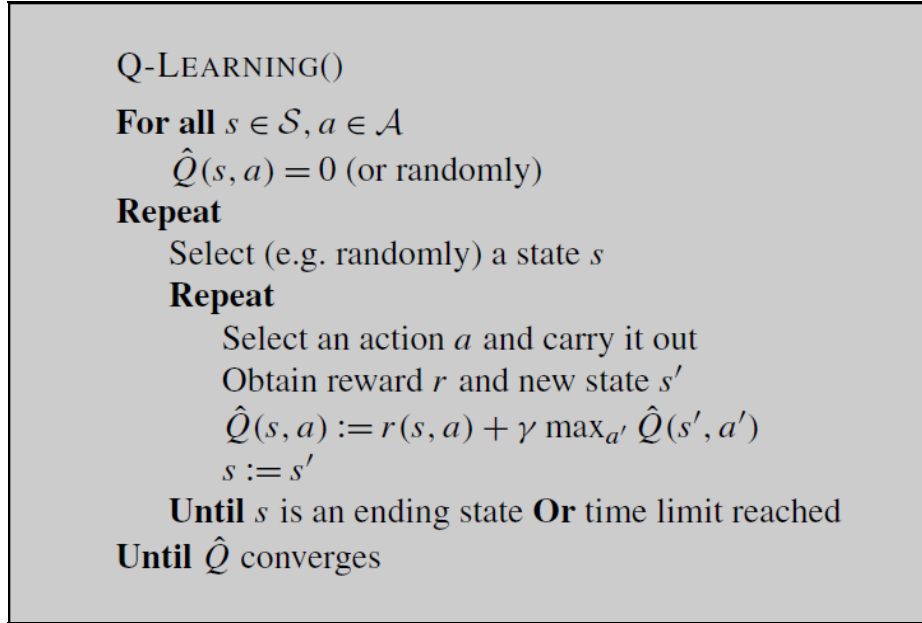 Q-LEARNING()
For all s ∈ 𝒮, a ∈ 𝒜
Q̂(s, a) = 0 (or randomly)
Repeat
Select (e.g. randomly) a state s
Repeat
Select an action a and carry it out
Obtain reward r and new state s′
Q̂(s, a) := r(s, a) + γ maxₐ′ Q̂(s′, a′)
s := s′
Until s is an ending state Or time limit reached
Until Q̂ converges